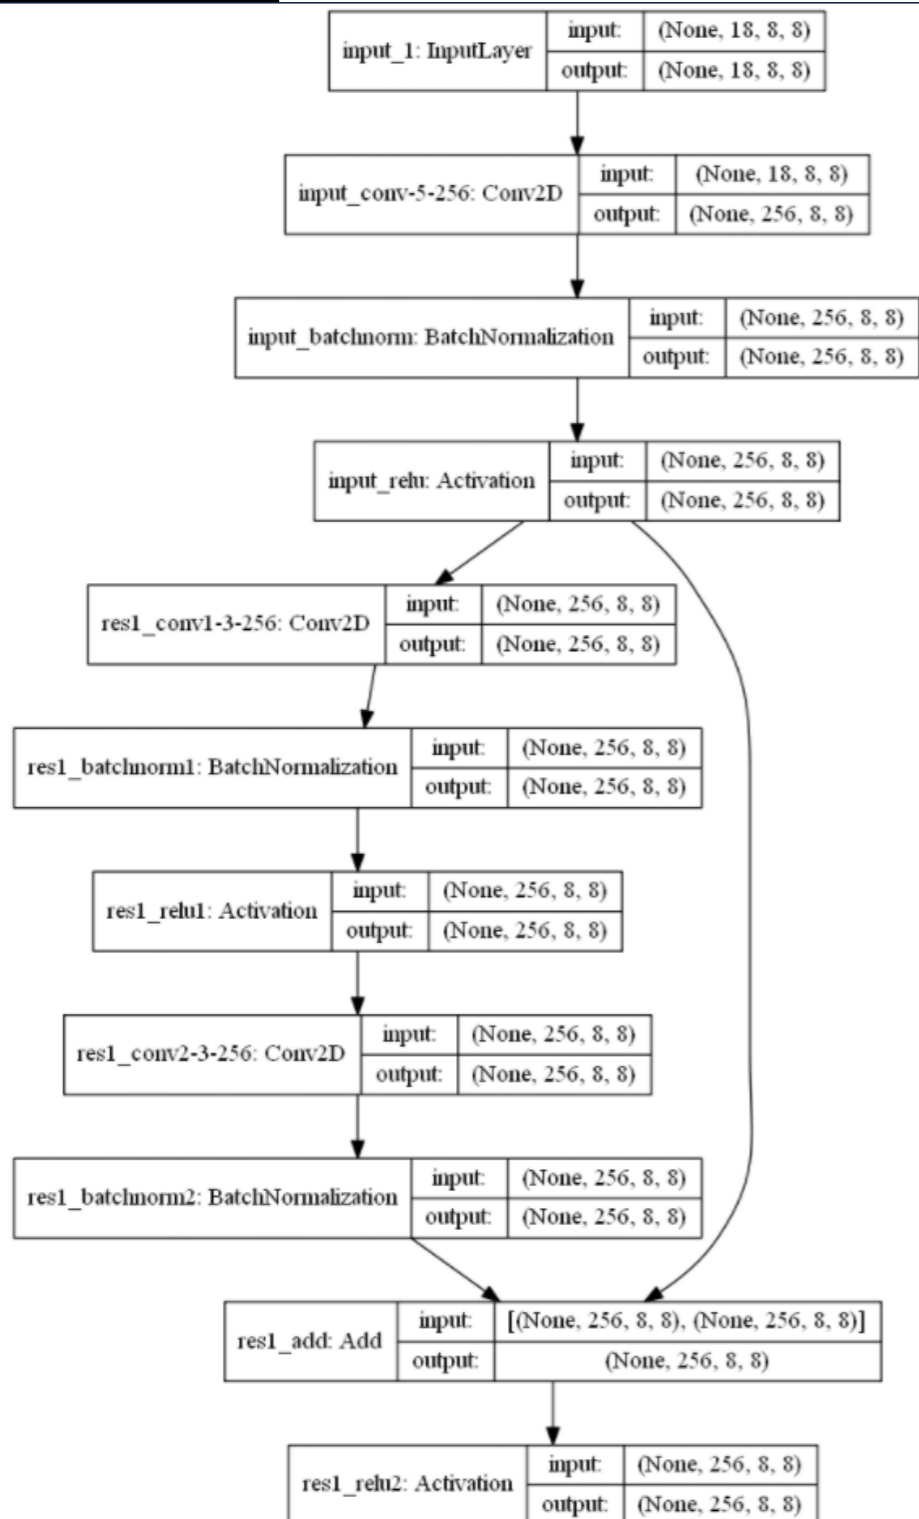 input_1: InputLayer
input: (None, 18, 8, 8)
output: (None, 18, 8, 8)
input_conv-5-256: Conv2D
input: (None, 18, 8, 8)
output: (None, 256, 8, 8)
input_batchnorm: BatchNormalization
input: (None, 256, 8, 8)
output: (None, 256, 8, 8)
input_relu: Activation
input: (None, 256, 8, 8)
output: (None, 256, 8, 8)
res1_conv1-3-256: Conv2D
input: (None, 256, 8, 8)
output: (None, 256, 8, 8)
res1_batchnorm1: BatchNormalization
input: (None, 256, 8, 8)
output: (None, 256, 8, 8)
res1_relu1: Activation
input: (None, 256, 8, 8)
output: (None, 256, 8, 8)
res1_conv2-3-256: Conv2D
input: (None, 256, 8, 8)
output: (None, 256, 8, 8)
res1_batchnorm2: BatchNormalization
input: (None, 256, 8, 8)
output: (None, 256, 8, 8)
res1_add: Add
input: [(None, 256, 8, 8), (None, 256, 8, 8)]
output: (None, 256, 8, 8)
res1_relu2: Activation
input: (None, 256, 8, 8)
output: (None, 256, 8, 8)